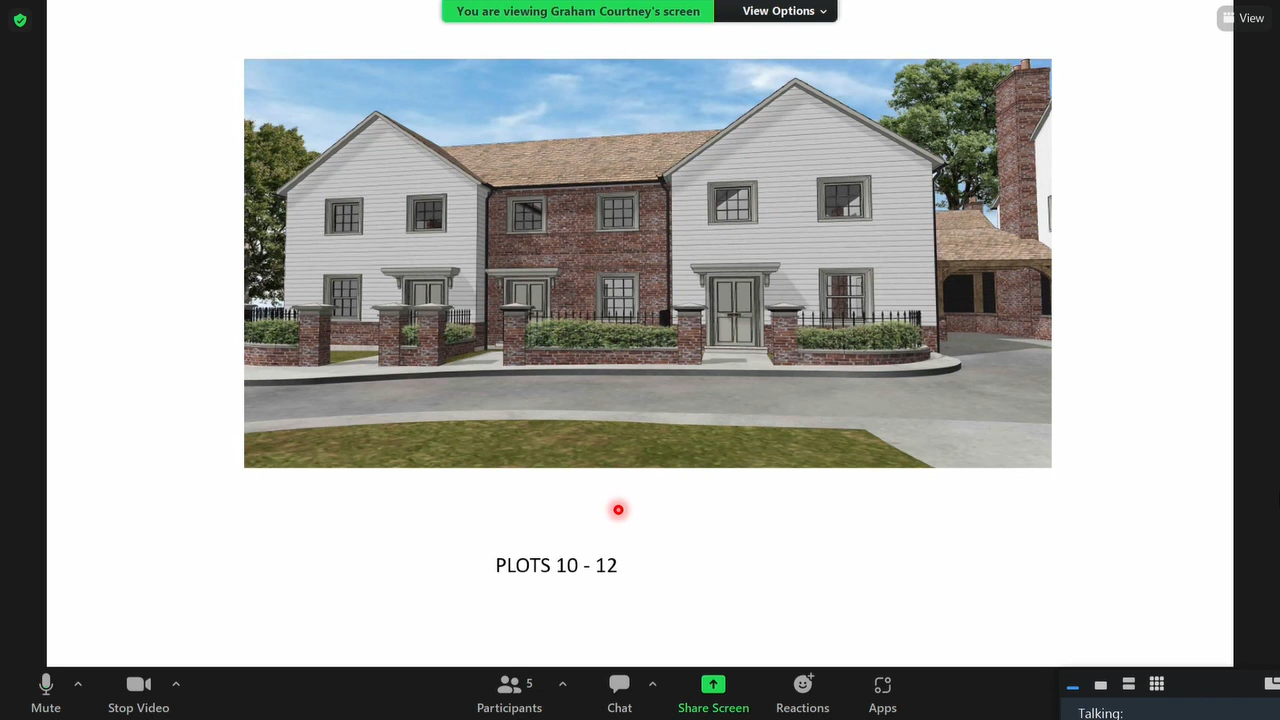 You are viewing Graham Courtney's screen
View Options
View
PLOTS 10 - 12
Mute
Stop Video
5
Participants
Chat
Share Screen
Reactions
Apps
Talking: